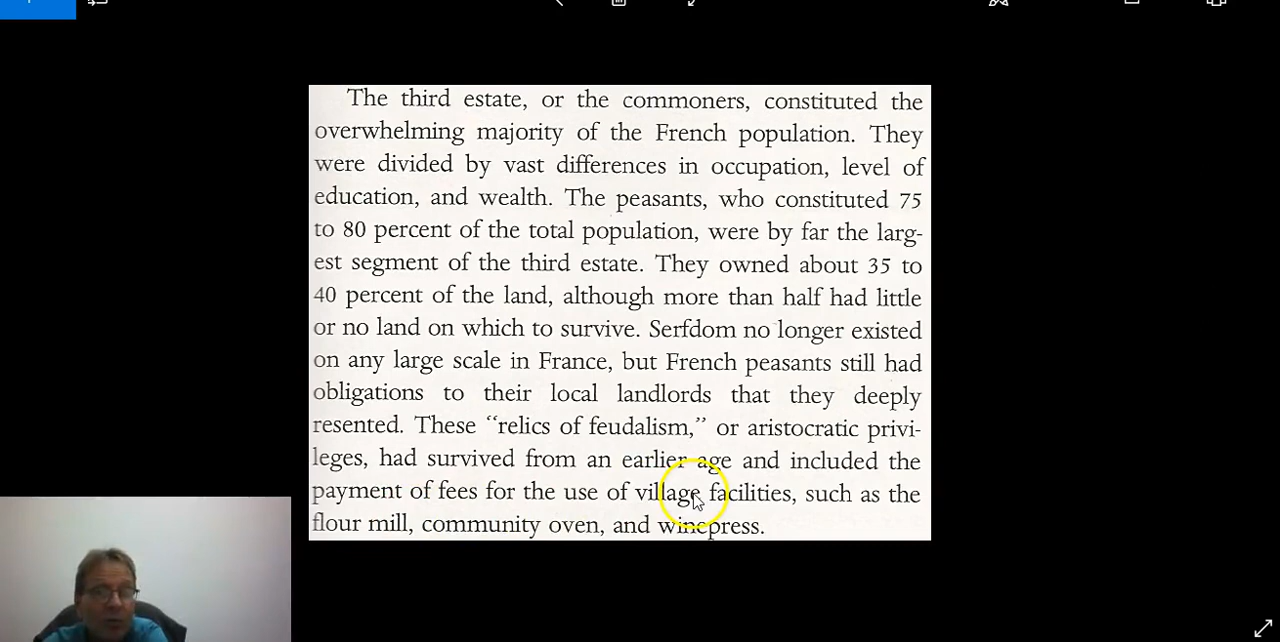 The third estate, or the commoners, constituted the
overwhelming majority of the French population. They
were divided by vast differences in occupation, level of
education, and wealth. The peasants, who constituted 75
to 80 percent of the total population, were by far the larg-
est segment of the third estate. They owned about 35 to
40 percent of the land, although more than half had little
or no land on which to survive. Serfdom no longer existed
on any large scale in France, but French peasants still had
obligations to their local landlords that they deeply
resented. These “relics of feudalism,” or aristocratic privi-
leges, had survived from an earlier age and included the
payment of fees for the use of village facilities, such as the
flour mill, community oven, and winepress.